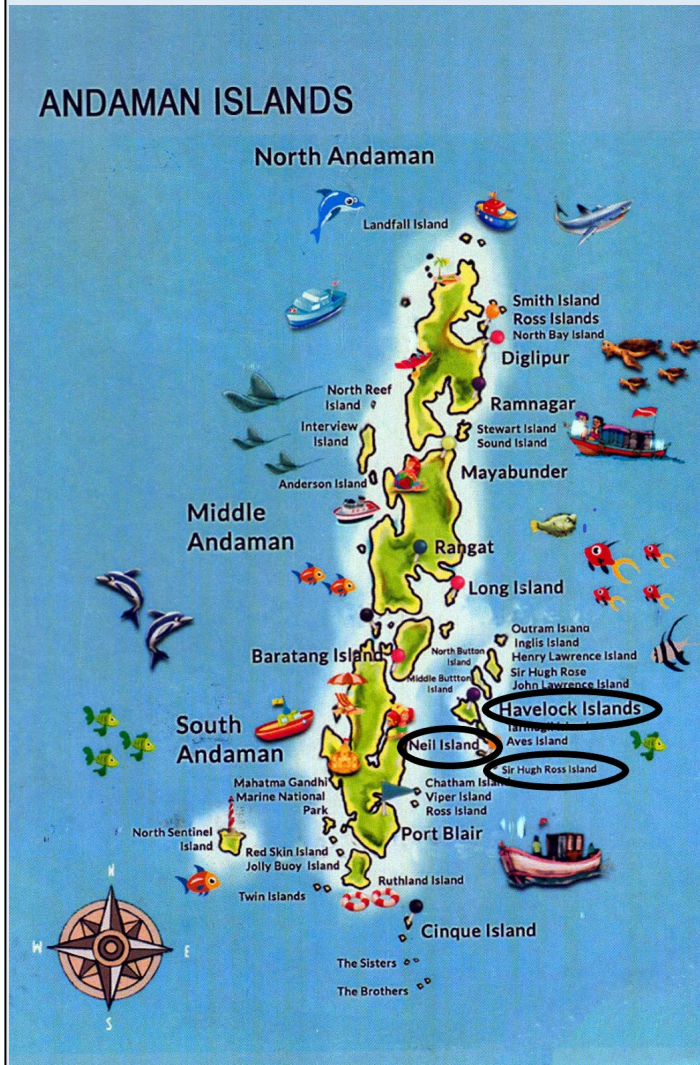 ANDAMAN ISLANDS
North Andaman
Landfall Island
Smith Island
Ross Islands
North Bay Island
Diglipur
North Reef
Island
Ramnagar
Interview
Island
Stewart Island
Sound Island
Anderson Island
Mayabunder
Middle
Andaman
Rangat
Long Island
Outram Island
Inglis Island
Henry Lawrence Island
Sir Hugh Rose
John Lawrence Island
Baratang Island
North Button
Island
Middle Buttton
Island
Havelock Islands
South
Andaman
Neil Island
Aves Island
Sir Hugh Ross Island
Mahatma Gandhi
Marine National
Park
Chatham Island
Viper Island
Ross Island
North Sentinel
Island
Port Blair
Red Skin Island
Jolly Buoy Island
Ruthland Island
Twin Islands
Cinque Island
The Sisters
The Brothers
N
W
E
S